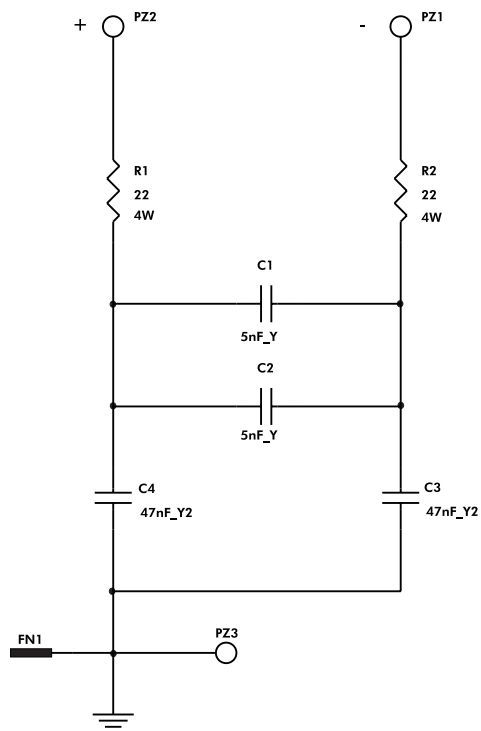 + PZ2
- PZ1
R1
22
4W
R2
22
4W
C1
5nF_Y
C2
5nF_Y
C4
47nF_Y2
C3
47nF_Y2
FN1
PZ3